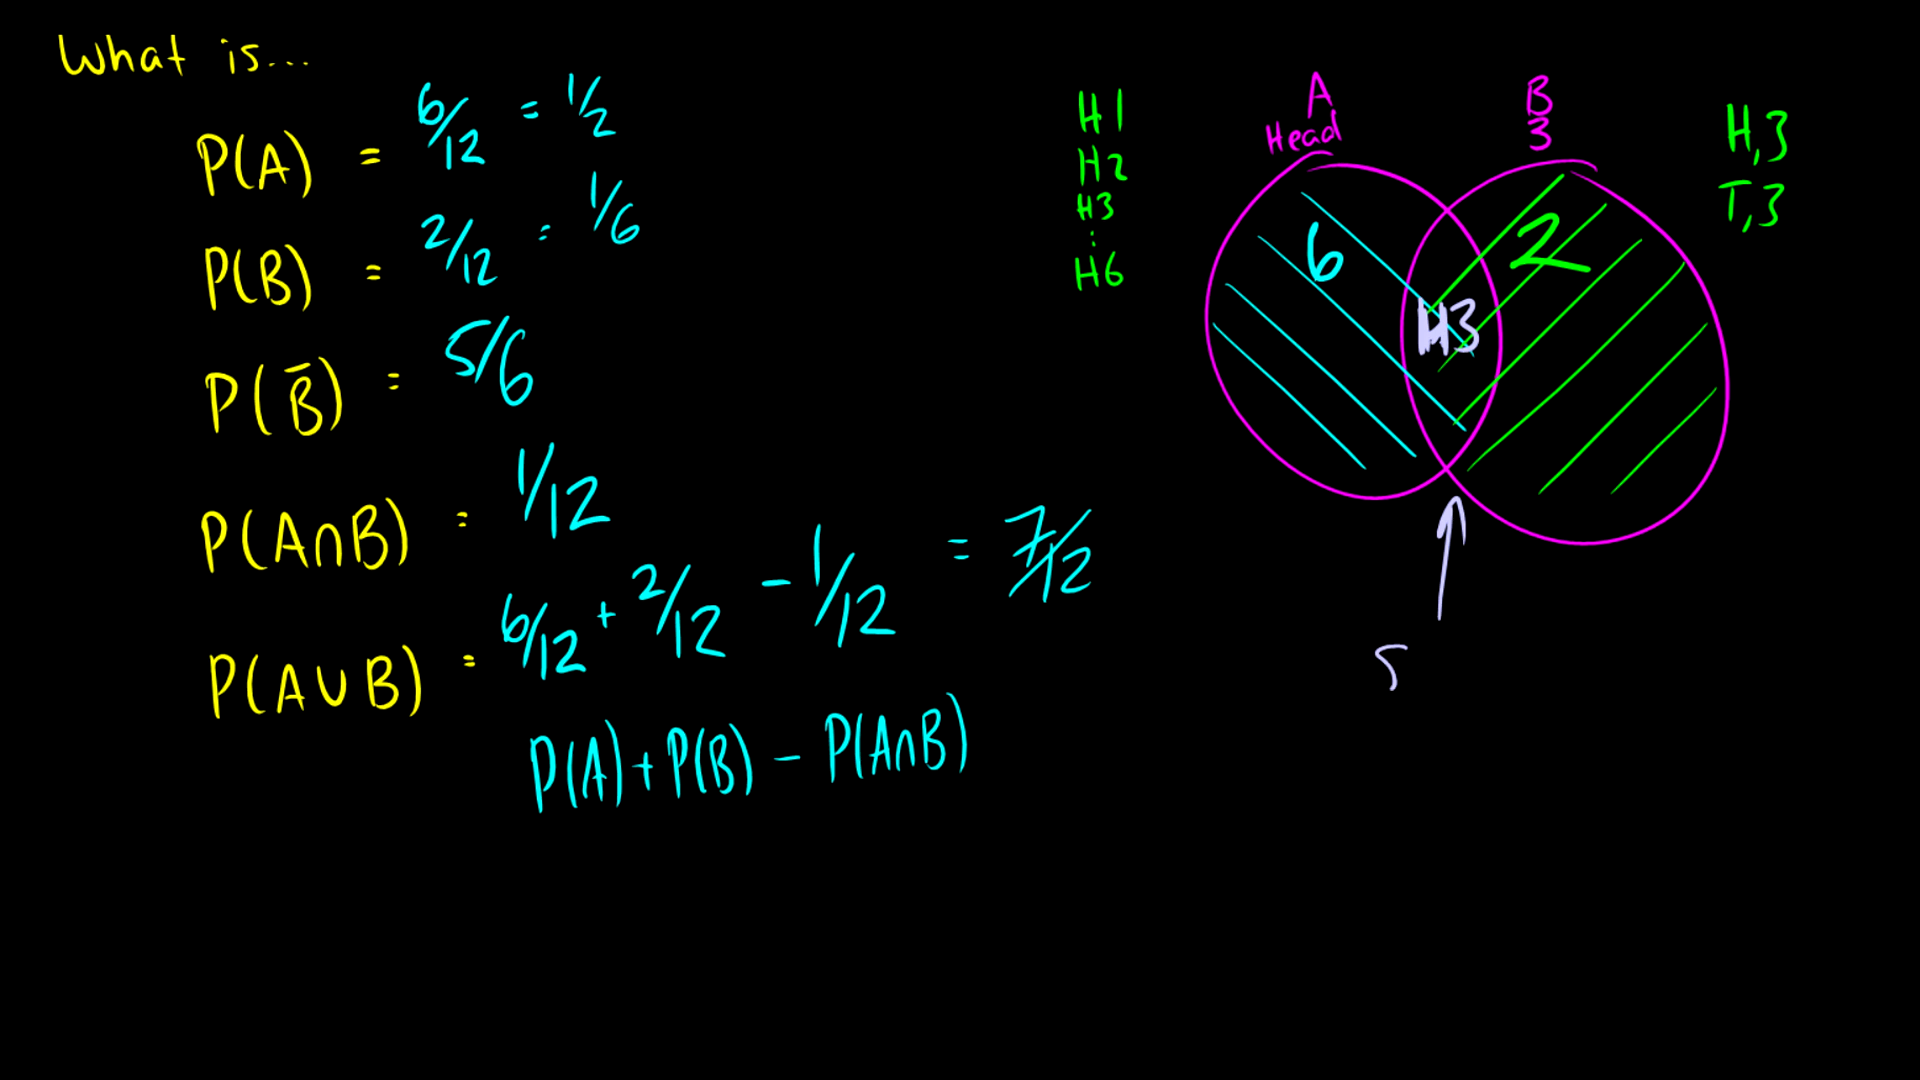 What is...
P(A) = 6/12 = 1/2
P(B) = 2/12 = 1/6
P(B̄) = 5/6
P(A∩B) = 1/12
P(A∪B) = 6/12 + 2/12 - 1/12 = 7/12
P(A) + P(B) - P(A∩B)
H1
H2
H3
⋮
H6
A
Head
B
3
6
H3
2
H,3
T,3